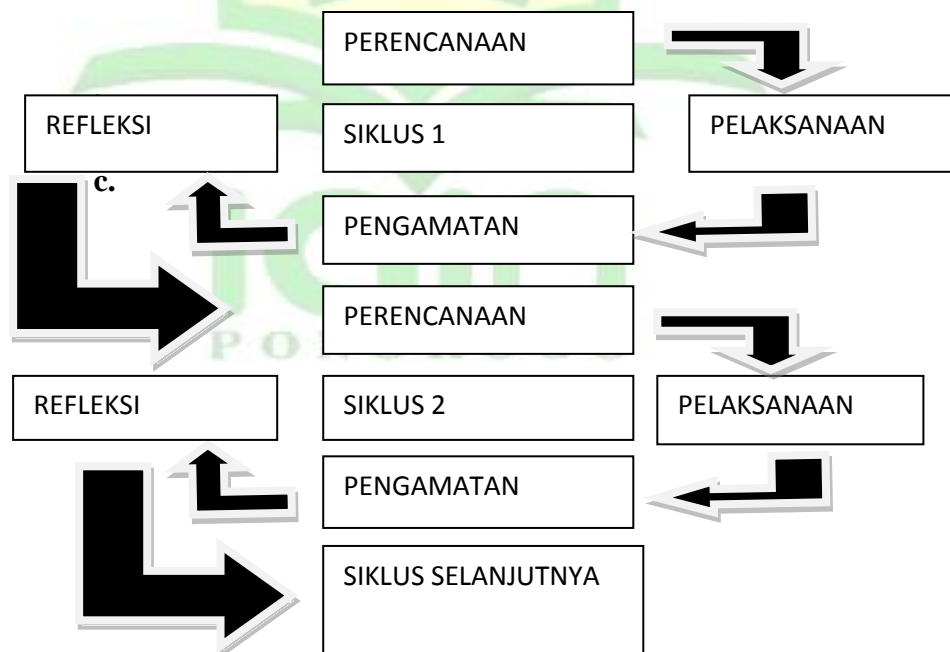 PERENCANAAN
REFLEKSI
SIKLUS 1
PELAKSANAAN
c.
PENGAMATAN
PERENCANAAN
REFLEKSI
SIKLUS 2
PELAKSANAAN
PENGAMATAN
SIKLUS SELANJUTNYA